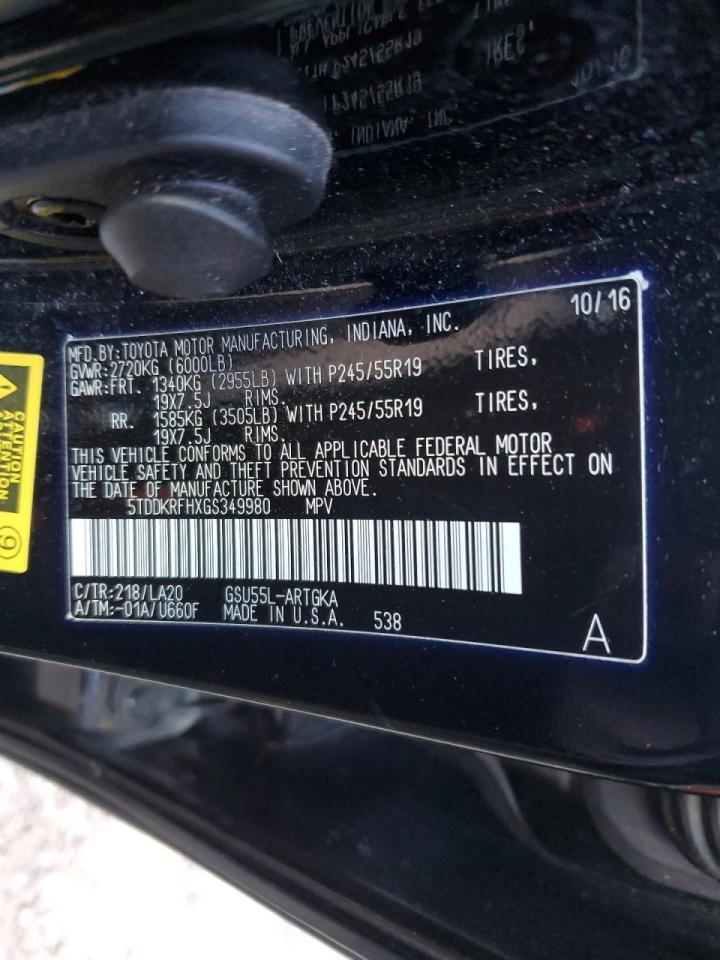 10/16
MFD.BY:TOYOTA MOTOR MANUFACTURING, INDIANA, INC.
GVWR:2720KG (6000LB)
GAWR:FRT. 1340KG (2955LB) WITH P245/55R19 TIRES,
19X7.5J RIMS.
RR. 1585KG (3505LB) WITH P245/55R19 TIRES,
19X7.5J RIMS.
THIS VEHICLE CONFORMS TO ALL APPLICABLE FEDERAL MOTOR
VEHICLE SAFETY AND THEFT PREVENTION STANDARDS IN EFFECT ON
THE DATE OF MANUFACTURE SHOWN ABOVE.
5TDDKRFHXGS349980 MPV
C/TR:218/LA20 GSU55L-ARTGKA
A/TM:-01A/U660F MADE IN U.S.A. 538
A
CAUTION
ATTENTION
9